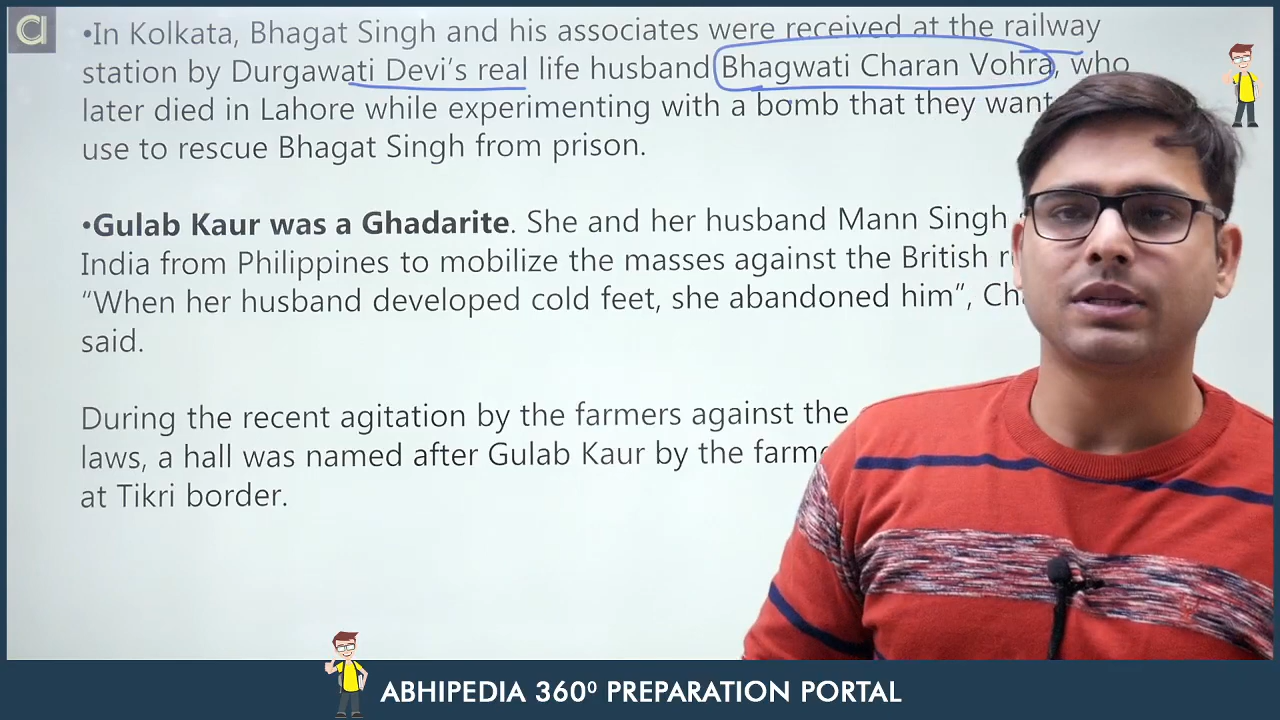 a
•In Kolkata, Bhagat Singh and his associates were received at the railway
station by Durgawati Devi's real life husband Bhagwati Charan Vohra, who
later died in Lahore while experimenting with a bomb that they want
use to rescue Bhagat Singh from prison.
•Gulab Kaur was a Ghadarite. She and her husband Mann Singh
India from Philippines to mobilize the masses against the British r
“When her husband developed cold feet, she abandoned him”, Ch
said.
During the recent agitation by the farmers against the
laws, a hall was named after Gulab Kaur by the farme
at Tikri border.
ABHIPEDIA 360⁰ PREPARATION PORTAL